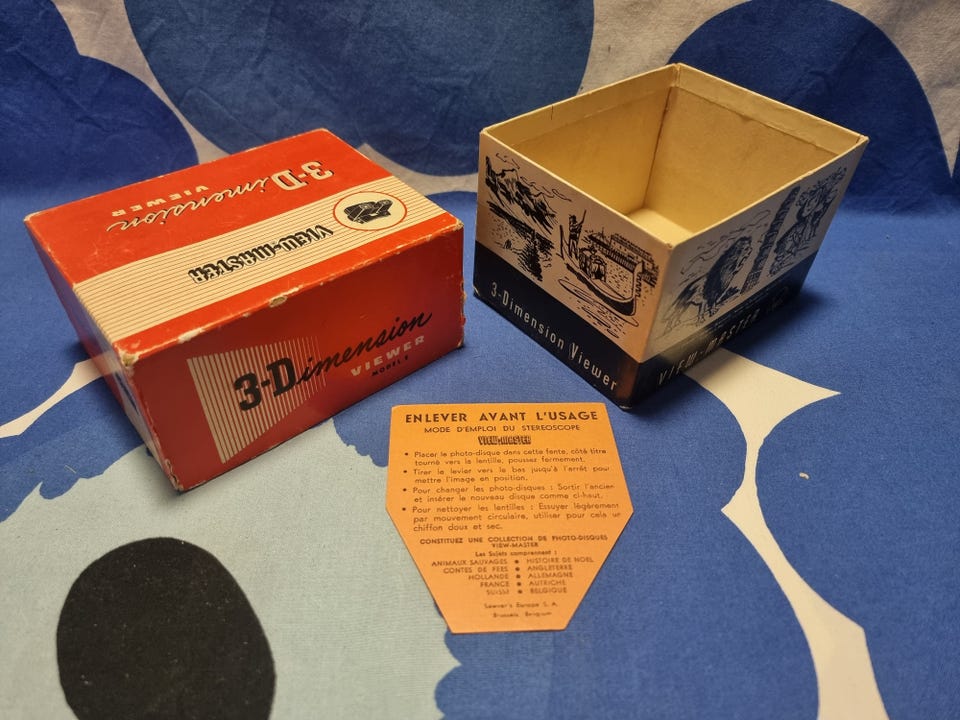 3-Dimension
VIEWER
VIEW-MASTER
3-Dimension
VIEWER
MODEL E
3-Dimension Viewer
VIEW-MASTER
ENLEVER AVANT L'USAGE
MODE D'EMPLOI DU STEREOSCOPE
VIEW-MASTER
• Placer le photo-disque dans cette fente, côté titre
tourné vers la lentille, poussez fermement.
• Tirer le levier vers le bas jusqu'à l'arrêt pour
mettre l'image en position.
• Pour changer les photo-disques : Sortir l'ancien
et insérer le nouveau disque comme ci-haut.
• Pour nettoyer les lentilles : Essuyer légèrement
par mouvement circulaire, utiliser pour cela un
chiffon doux et sec.
CONSTITUEZ UNE COLLECTION DE PHOTO-DISQUES
VIEW-MASTER
Les Sujets comprennent :
ANIMAUX SAUVAGES • HISTOIRE DE NOEL
CONTES DE FEES • ANGLETERRE
HOLLANDE • ALLEMAGNE
FRANCE • AUTRICHE
SUISSE • BELGIQUE
Sawyer's Europe S. A.
Brussels, Belgium